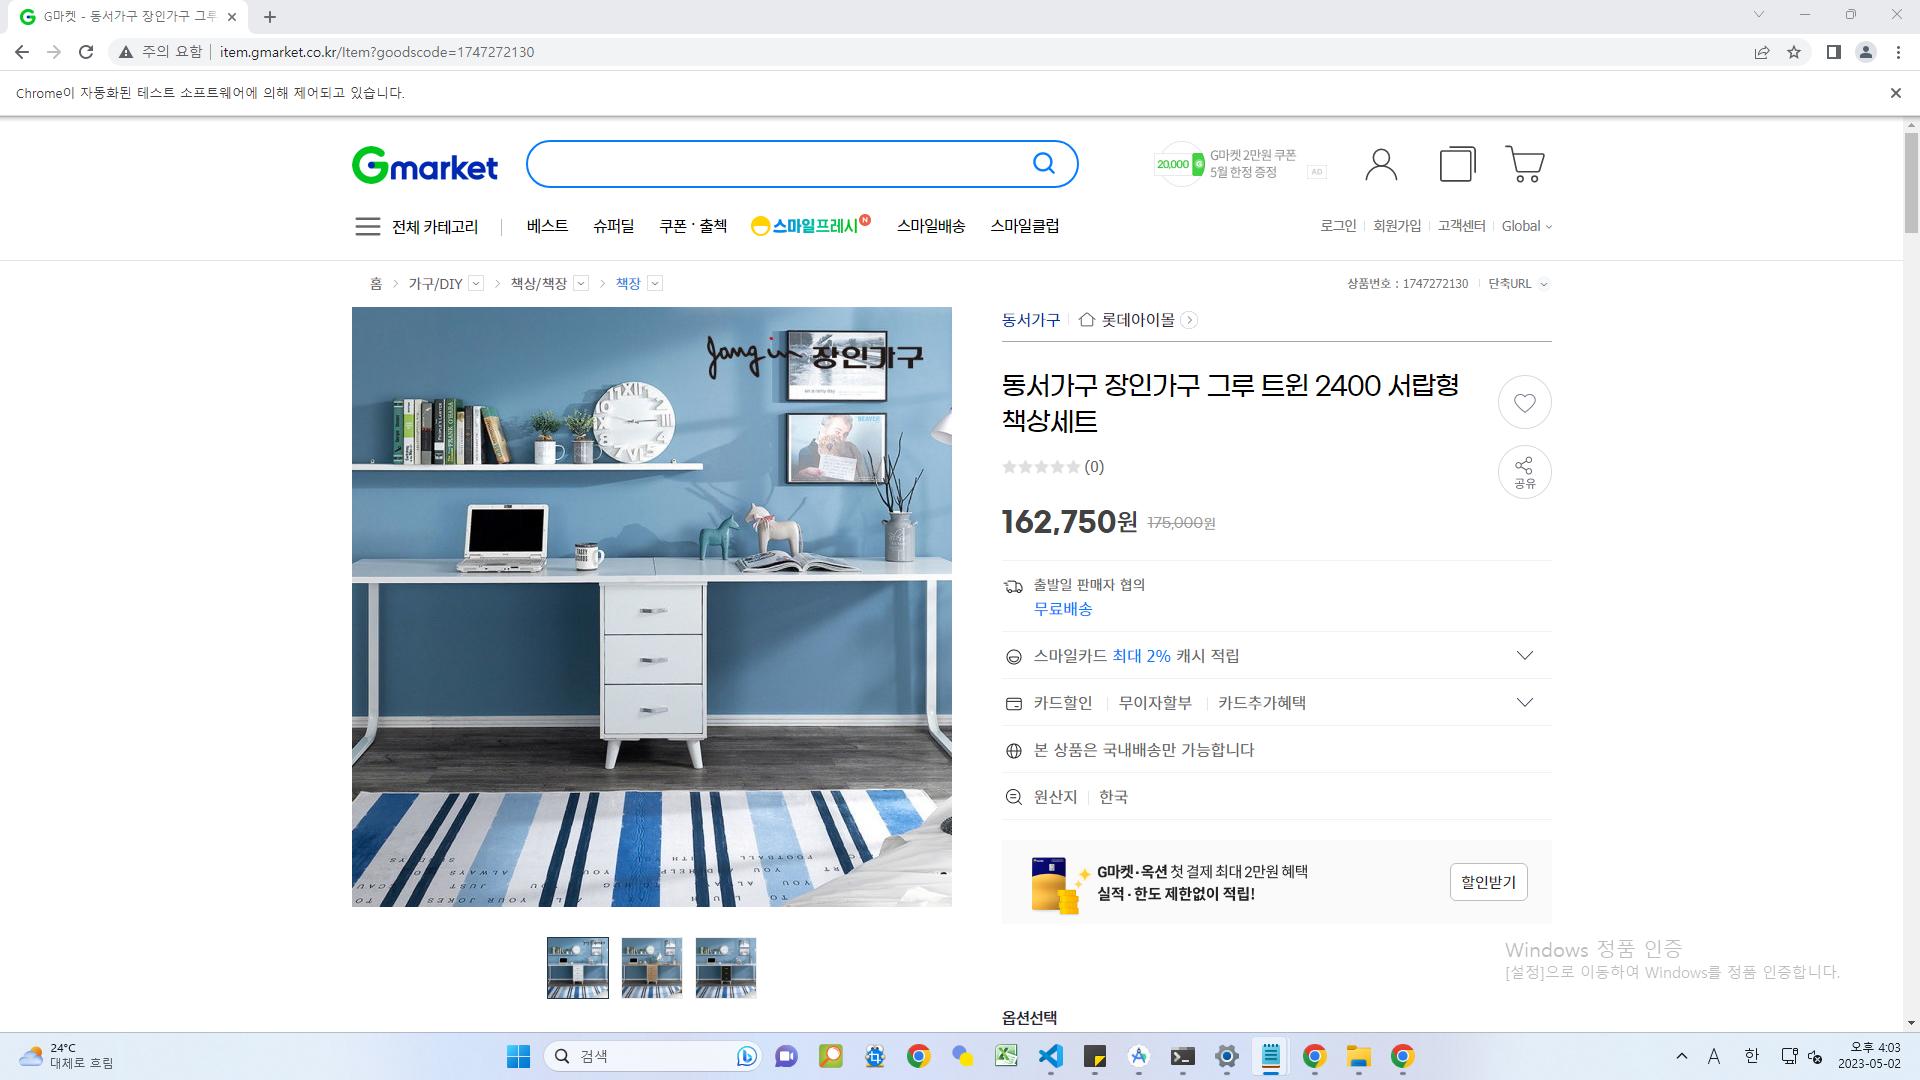 G마켓 - 동서가구 장인가구 그루
주의 요함 item.gmarket.co.kr/Item?goodscode=1747272130
Chrome이 자동화된 테스트 소프트웨어에 의해 제어되고 있습니다.
Gmarket
20,000 G마켓 2만원 쿠폰
5월 한정 증정
AD
전체 카테고리 베스트 슈퍼딜 쿠폰·출첵 스마일프레시 N 스마일배송 스마일클럽
로그인 회원가입 고객센터 Global
홈 가구/DIY 책상/책장 책장
상품번호 : 1747272130 단축URL
Jang in 장인가구
동서가구 롯데아이몰
동서가구 장인가구 그루 트윈 2400 서랍형
책상세트
(0)
공유
162,750원 175,000원
출발일 판매자 협의
무료배송
스마일카드 최대 2% 캐시 적립
카드할인 무이자할부 카드추가혜택
본 상품은 국내배송만 가능합니다
원산지 한국
G마켓·옥션 첫 결제 최대 2만원 혜택
실적·한도 제한없이 적립!
할인받기
Windows 정품 인증
[설정]으로 이동하여 Windows를 정품 인증합니다.
옵션선택
24°C
대체로 흐림
검색
A 한
오후 4:03
2023-05-02